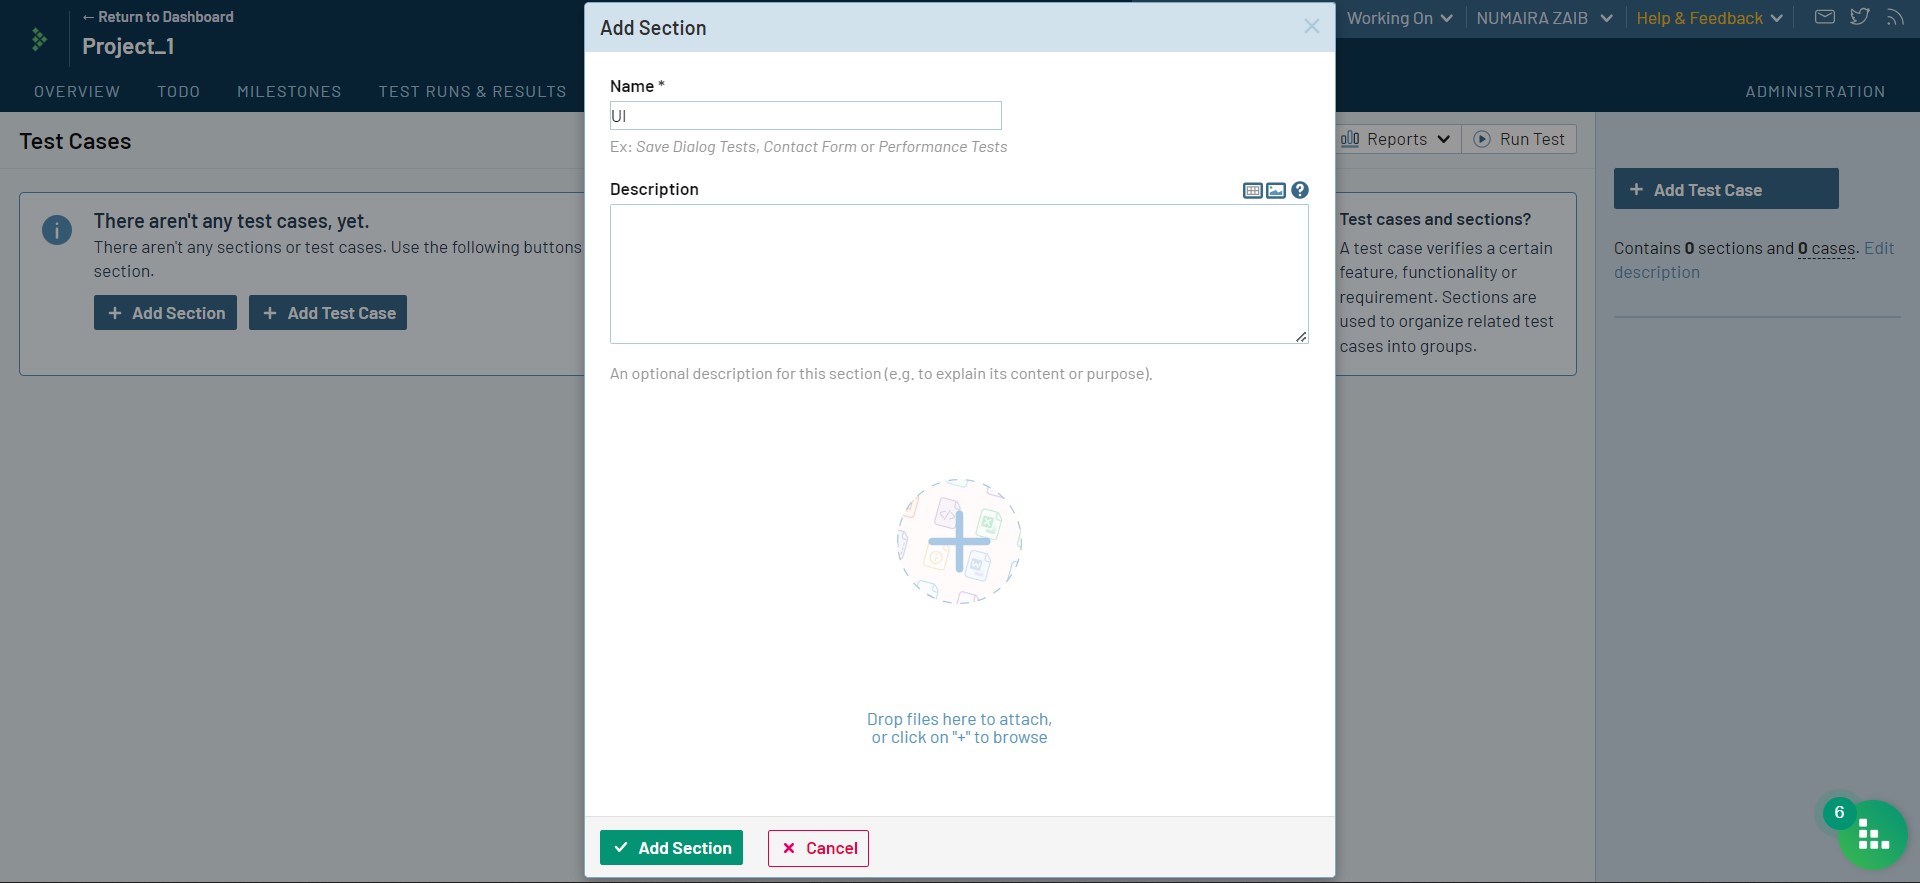 ← Return to Dashboard
Project_1
Working On
NUMAIRA ZAIB
Help & Feedback
OVERVIEW
TODO
MILESTONES
TEST RUNS & RESULTS
ADMINISTRATION
Test Cases
Reports
Run Test
There aren't any test cases, yet.
There aren't any sections or test cases. Use the following buttons
section.
+ Add Section
+ Add Test Case
Add Section
Name *
UI
Ex: Save Dialog Tests, Contact Form or Performance Tests
Description
An optional description for this section (e.g. to explain its content or purpose).
Drop files here to attach,
or click on "+" to browse
Add Section
Cancel
Test cases and sections?
A test case verifies a certain
feature, functionality or
requirement. Sections are
used to organize related test
cases into groups.
+ Add Test Case
Contains 0 sections and 0 cases. Edit
description
6